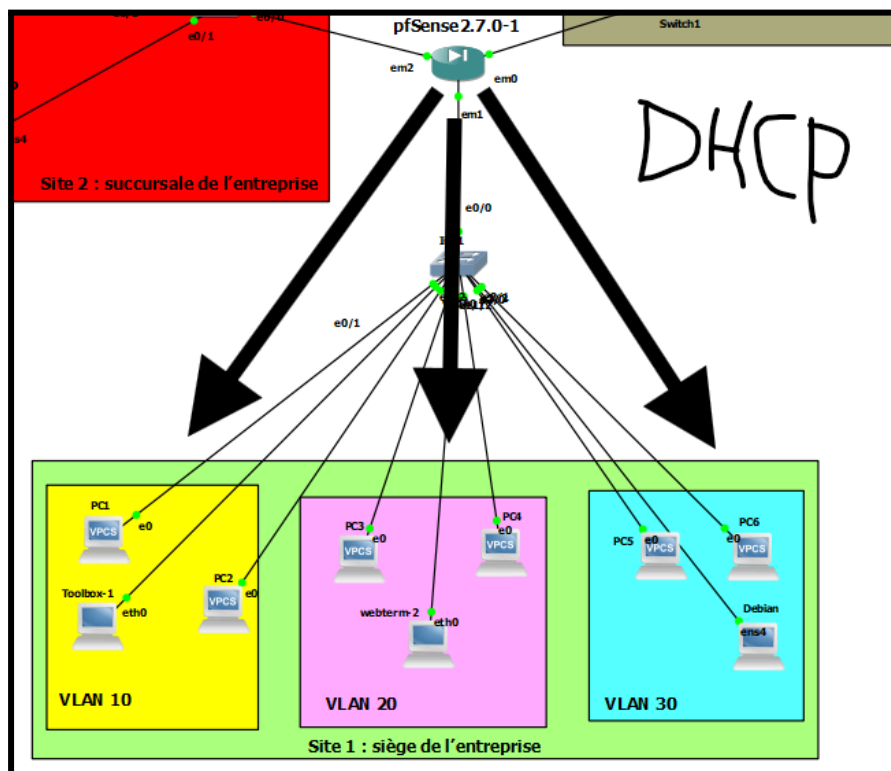 e0/1
pfSense2.7.0-1
Switch1
em2
em0
em1
s4
DHCP
Site 2 : succursale de l’entreprise
e0/0
e0/1
PC1
e0
VPCS
Toolbox-1
eth0
PC2
e0
VPCS
VLAN 10
PC3
e0
VPCS
PC4
e0
VPCS
webterm-2
eth0
VLAN 20
PC5
e0
VPCS
PC6
e0
VPCS
Debian
ens4
VLAN 30
Site 1 : siège de l’entreprise